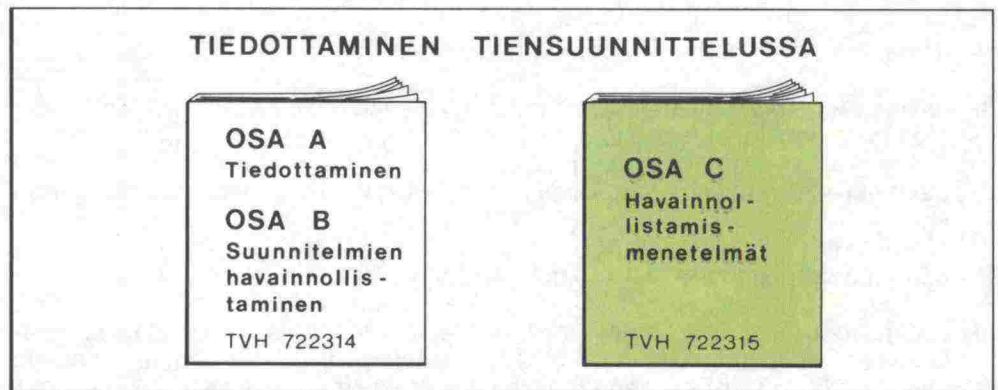 TIEDOTTAMINEN TIENSUUNNITTELUSSA
OSA A
Tiedottaminen
OSA B
Suunnitelmien
havainnollis-
taminen
TVH 722314
OSA C
Havainnol-
listamis-
menetelmät
TVH 722315